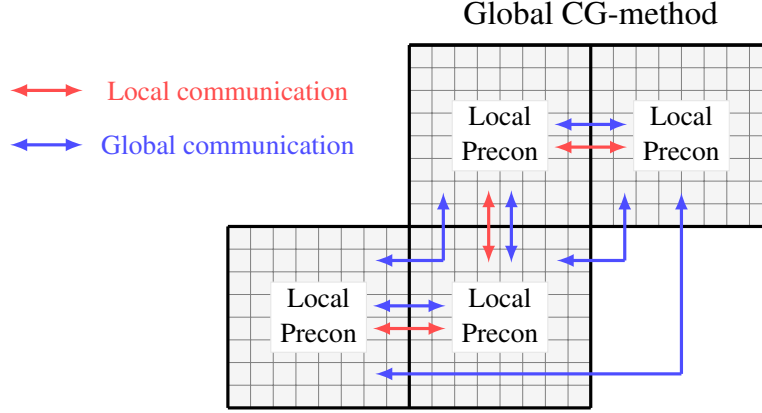 Global CG-method
Local communication
Global communication
Local
Precon
Local
Precon
Local
Precon
Local
Precon